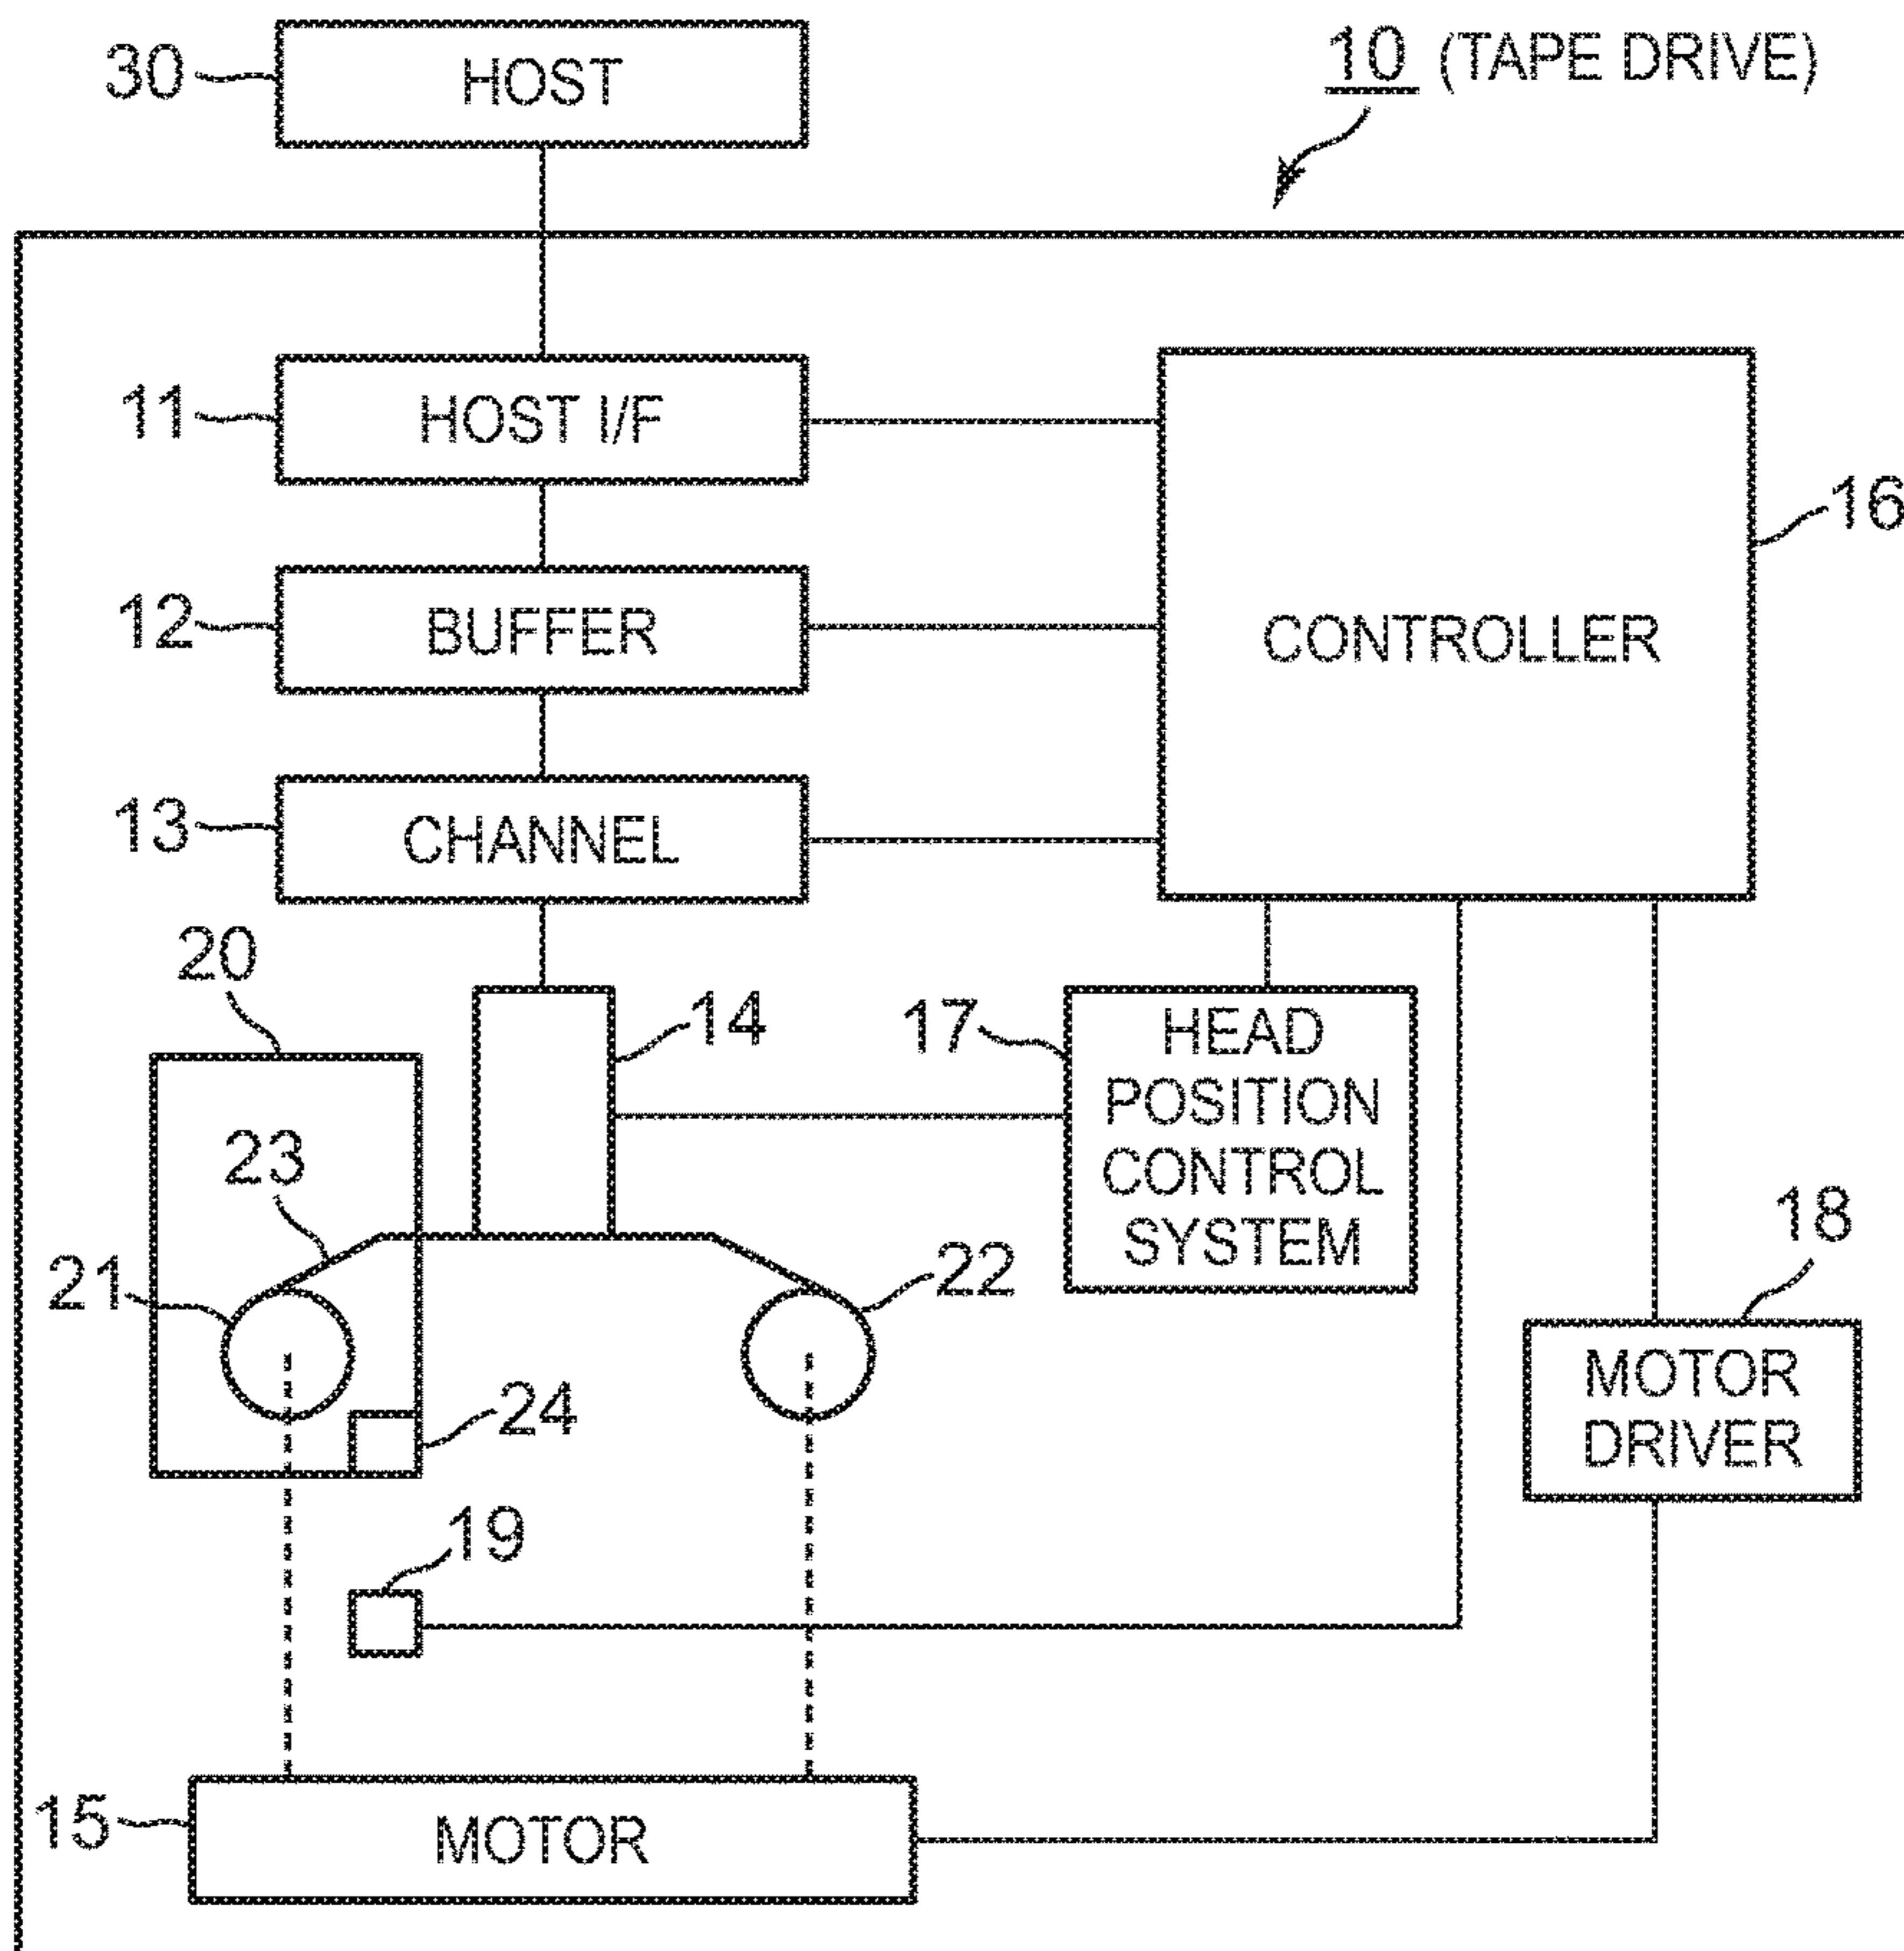 30
HOST
10 (TAPE DRIVE)
11
HOST I/F
16
12
BUFFER
CONTROLLER
13
CHANNEL
20
14
17
HEAD
POSITION
CONTROL
SYSTEM
23
21
22
18
24
MOTOR
DRIVER
19
15
MOTOR